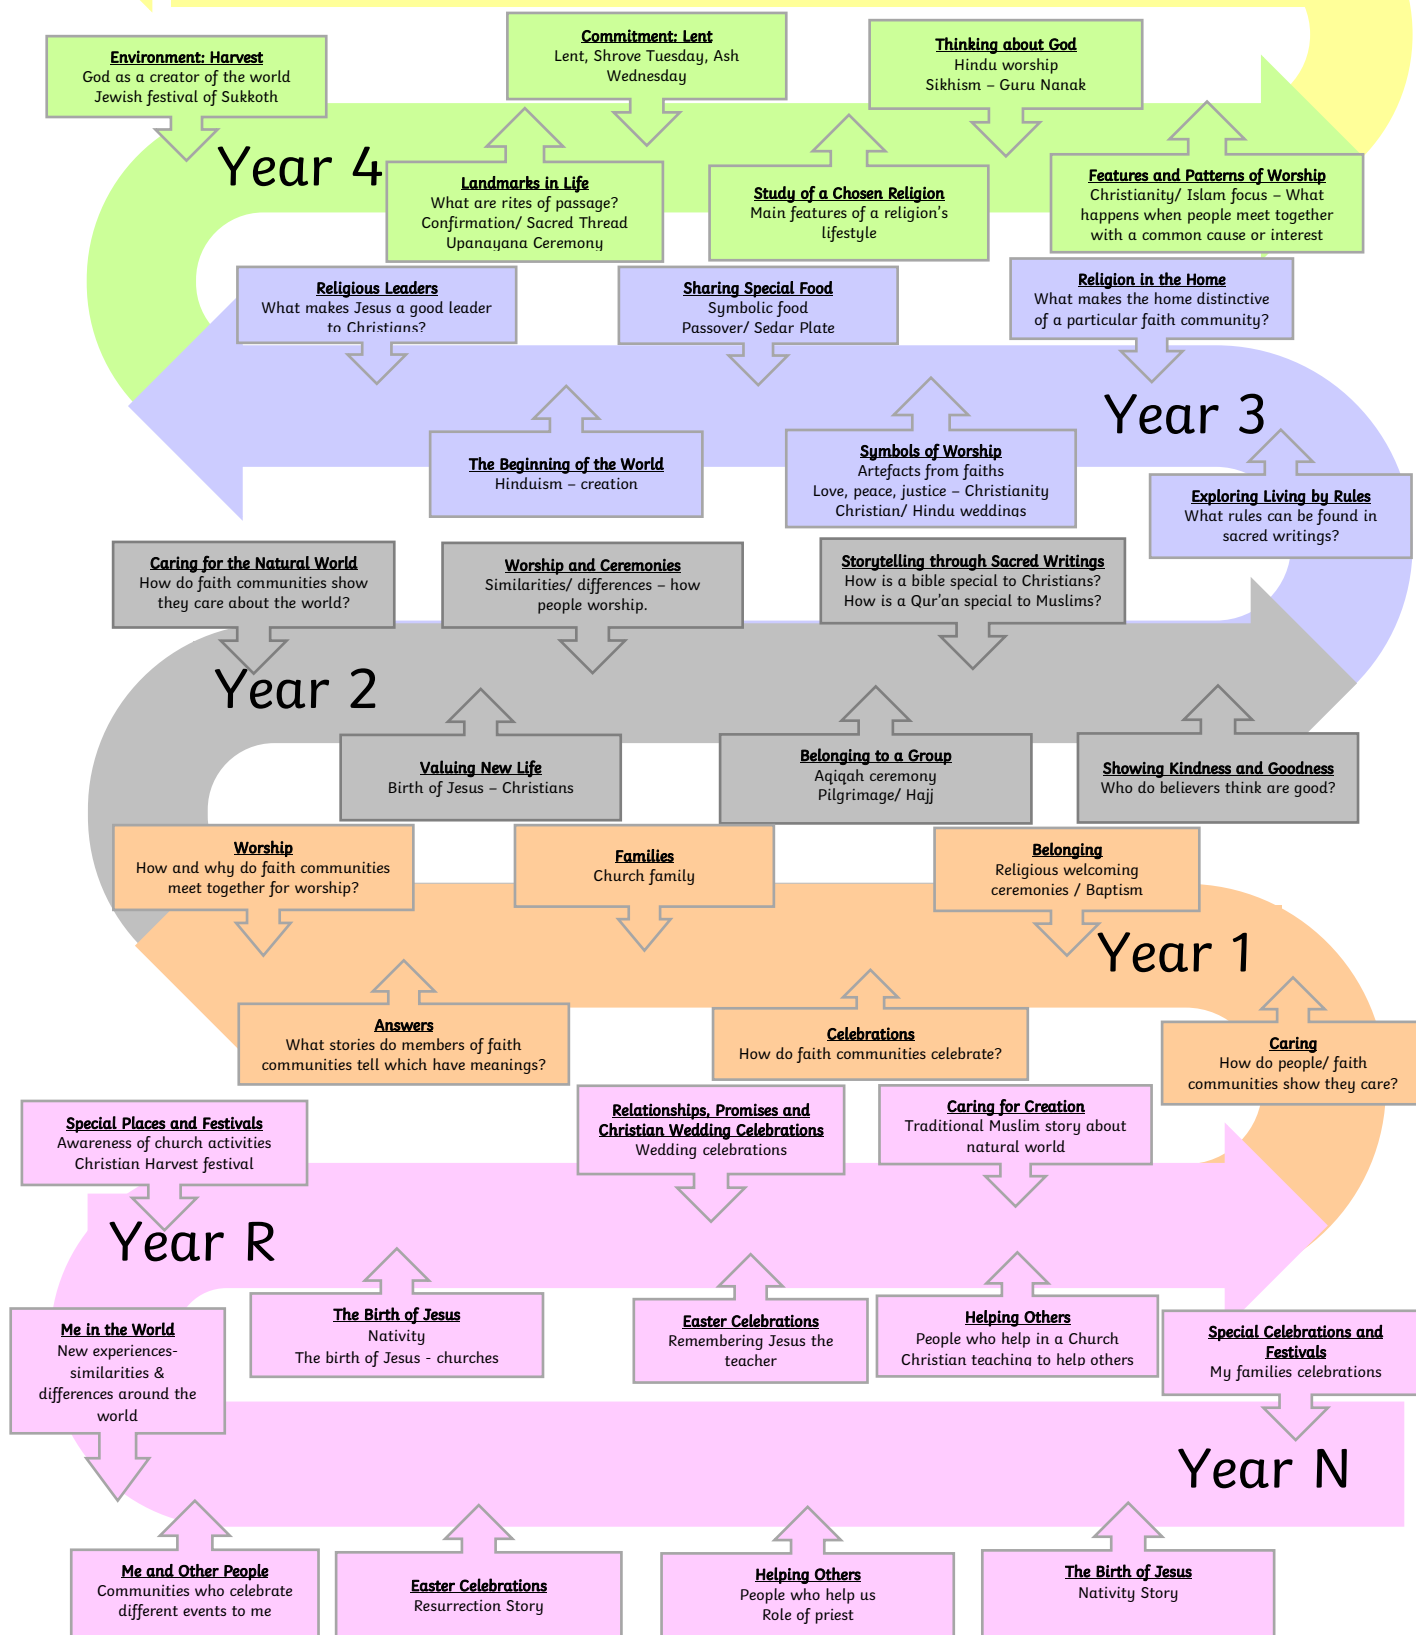 Environment: Harvest
God as a creator of the world
Jewish festival of Sukkoth
Commitment: Lent
Lent, Shrove Tuesday, Ash
Wednesday
Thinking about God
Hindu worship
Sikhism – Guru Nanak
Year 4
Landmarks in Life
What are rites of passage?
Confirmation/ Sacred Thread
Upanayana Ceremony
Study of a Chosen Religion
Main features of a religion's
lifestyle
Features and Patterns of Worship
Christianity/ Islam focus – What
happens when people meet together
with a common cause or interest
Religious Leaders
What makes Jesus a good leader
to Christians?
Sharing Special Food
Symbolic food
Passover/ Sedar Plate
Religion in the Home
What makes the home distinctive
of a particular faith community?
Year 3
The Beginning of the World
Hinduism – creation
Symbols of Worship
Artefacts from faiths
Love, peace, justice – Christianity
Christian/ Hindu weddings
Exploring Living by Rules
What rules can be found in
sacred writings?
Caring for the Natural World
How do faith communities show
they care about the world?
Worship and Ceremonies
Similarities/ differences – how
people worship.
Storytelling through Sacred Writings
How is a bible special to Christians?
How is a Qur'an special to Muslims?
Year 2
Valuing New Life
Birth of Jesus – Christians
Belonging to a Group
Aqiqah ceremony
Pilgrimage/ Hajj
Showing Kindness and Goodness
Who do believers think are good?
Worship
How and why do faith communities
meet together for worship?
Families
Church family
Belonging
Religious welcoming
ceremonies / Baptism
Year 1
Answers
What stories do members of faith
communities tell which have meanings?
Celebrations
How do faith communities celebrate?
Caring
How do people/ faith
communities show they care?
Special Places and Festivals
Awareness of church activities
Christian Harvest festival
Relationships, Promises and
Christian Wedding Celebrations
Wedding celebrations
Caring for Creation
Traditional Muslim story about
natural world
Year R
The Birth of Jesus
Nativity
The birth of Jesus - churches
Easter Celebrations
Remembering Jesus the
teacher
Helping Others
People who help in a Church
Christian teaching to help others
Me in the World
New experiences-
similarities &
differences around the
world
Special Celebrations and
Festivals
My families celebrations
Year N
Me and Other People
Communities who celebrate
different events to me
Easter Celebrations
Resurrection Story
Helping Others
People who help us
Role of priest
The Birth of Jesus
Nativity Story